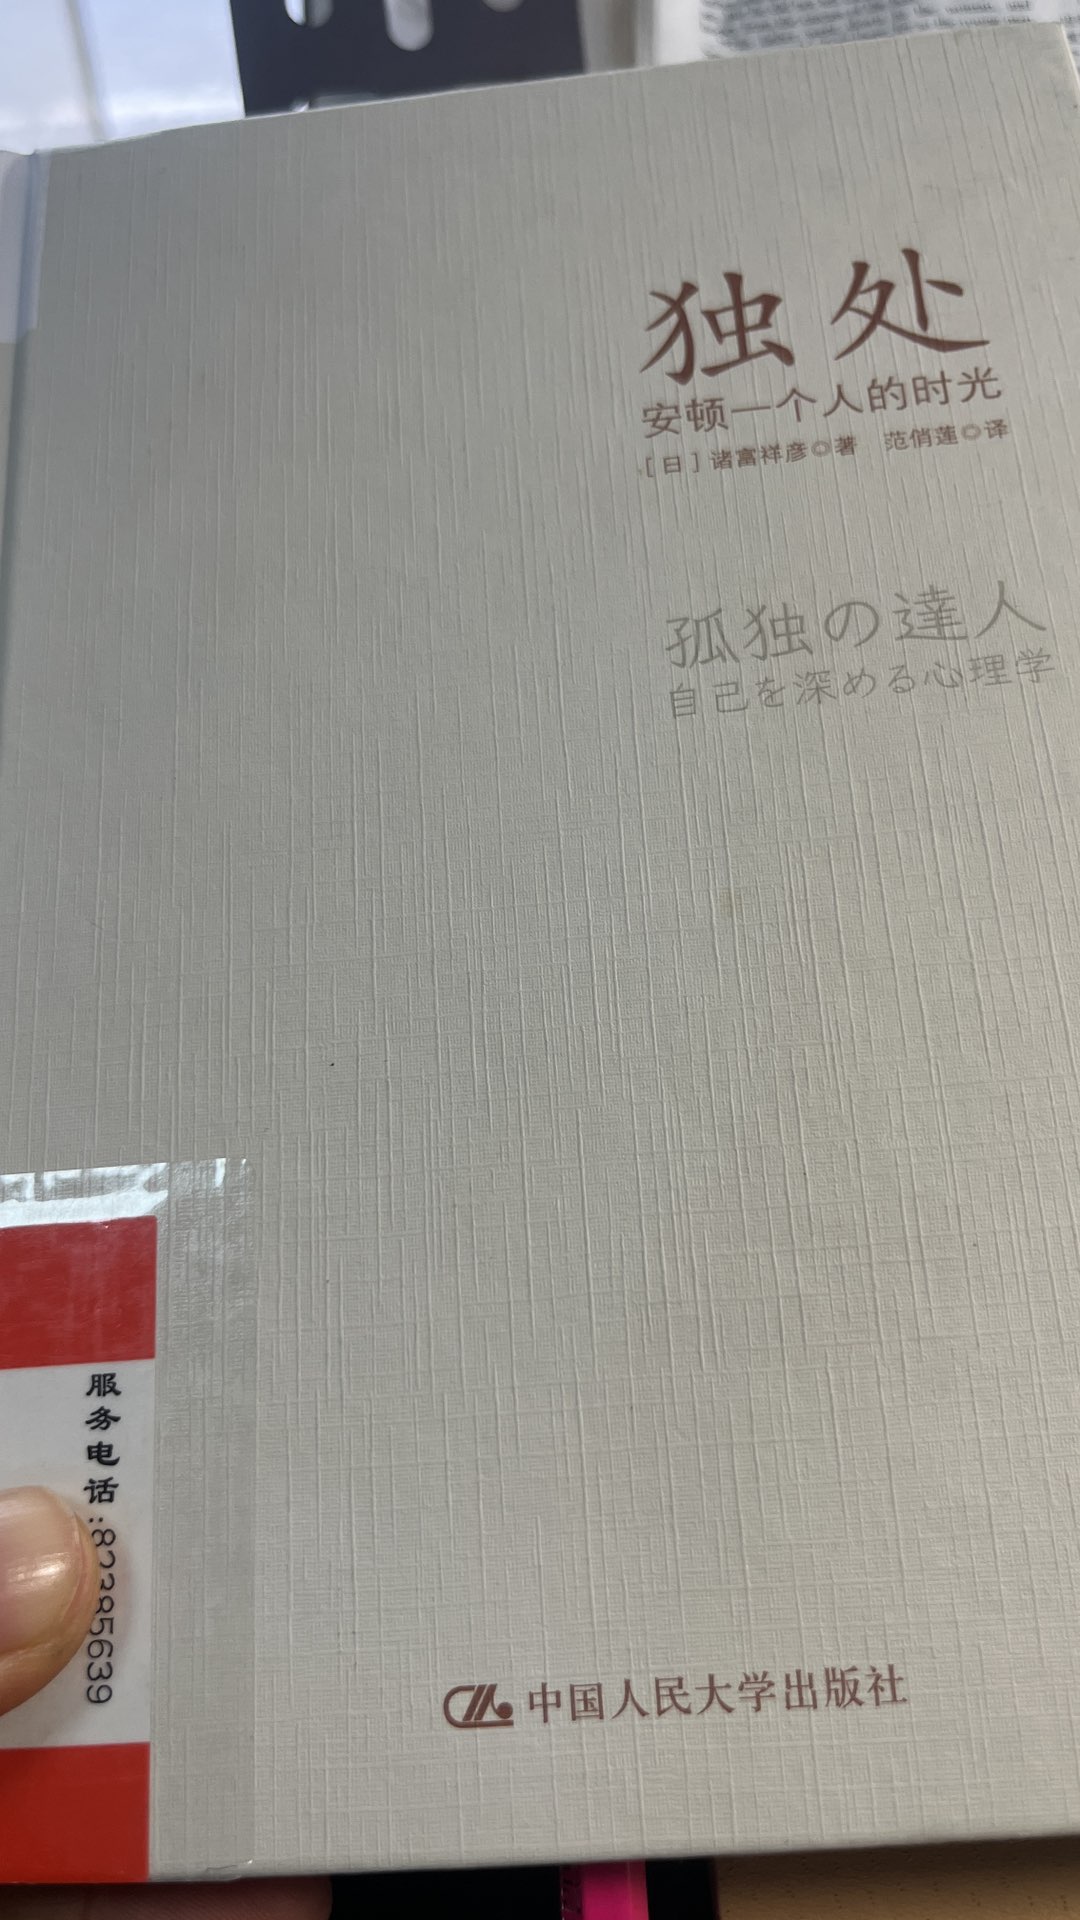 独处
安顿一个人的时光
［日］诸富祥彦◎著 范俏莲◎译
孤独の達人
自己を深める心理学
服务电话:82385639
中国人民大学出版社